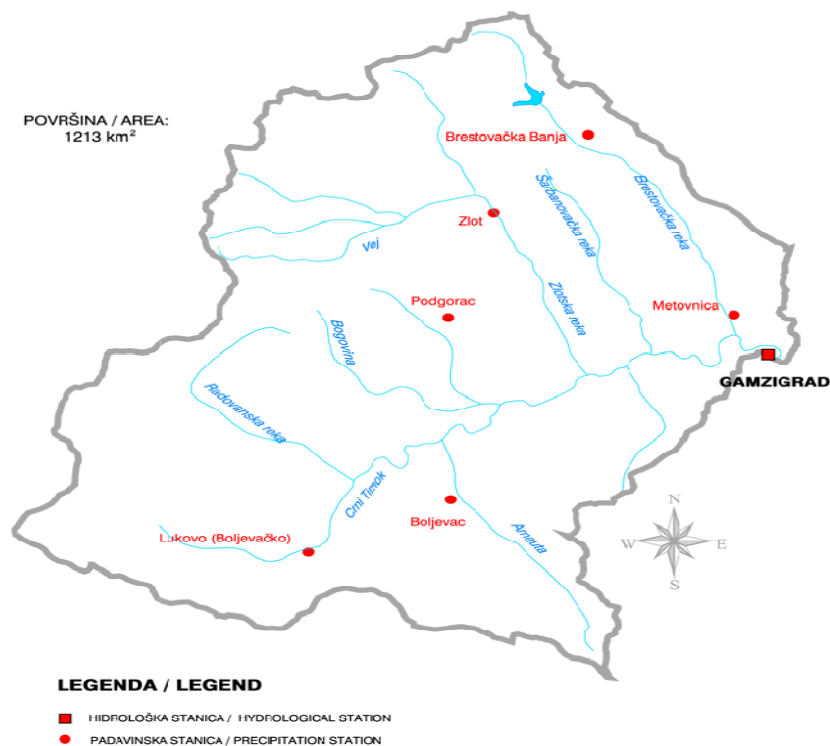 POVRŠINA / AREA:
1213 km²
Brestovačka Banja
Šarbanovačka reka
Brestovačka reka
Zlot
Vej
Zlotska reka
Podgorac
Metovnica
Bogovina
GAMZIGRAD
Radovanska reka
Crni Timok
Boljevac
Arnauta
Lukovo (Boljevačko)
N
W
E
S
LEGENDA / LEGEND
HIDROLOŠKA STANICA / HYDROLOGICAL STATION
PADAVINSKA STANICA / PRECIPITATION STATION